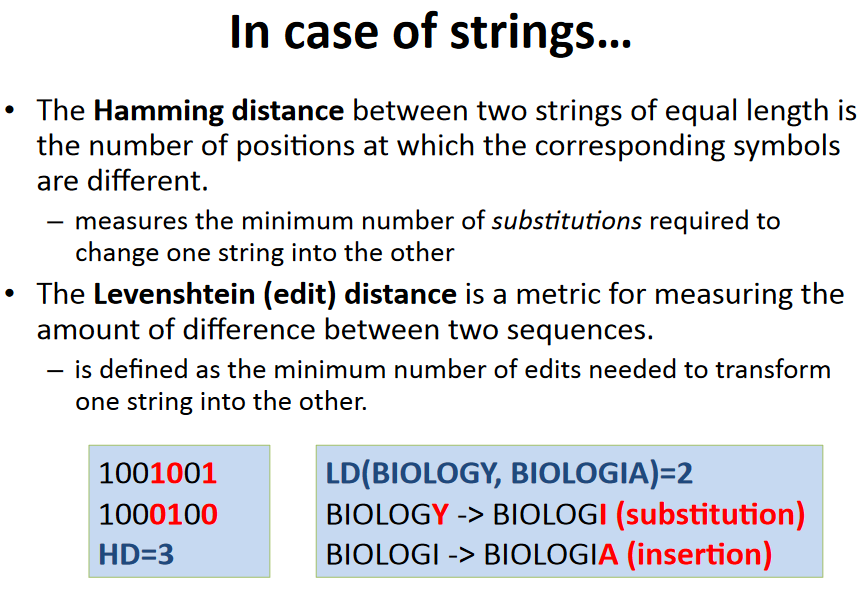 In case of strings…
• The Hamming distance between two strings of equal length is
the number of positions at which the corresponding symbols
are different.
– measures the minimum number of substitutions required to
change one string into the other
• The Levenshtein (edit) distance is a metric for measuring the
amount of difference between two sequences.
– is defined as the minimum number of edits needed to transform
one string into the other.
1001001
1000100
HD=3
LD(BIOLOGY, BIOLOGIA)=2
BIOLOGY -> BIOLOGI (substitution)
BIOLOGI -> BIOLOGIA (insertion)